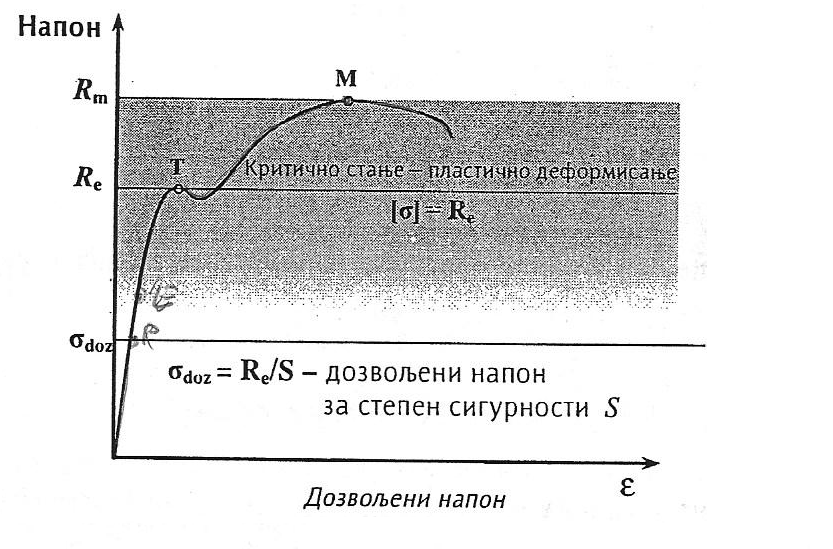 Напон
M
Rm
T
Критично стање – пластично деформисање
Re
[σ] = Re
σdoz
σdoz = Re/S – дозвољени напон
за степен сигурности S
ε
Дозвољени напон